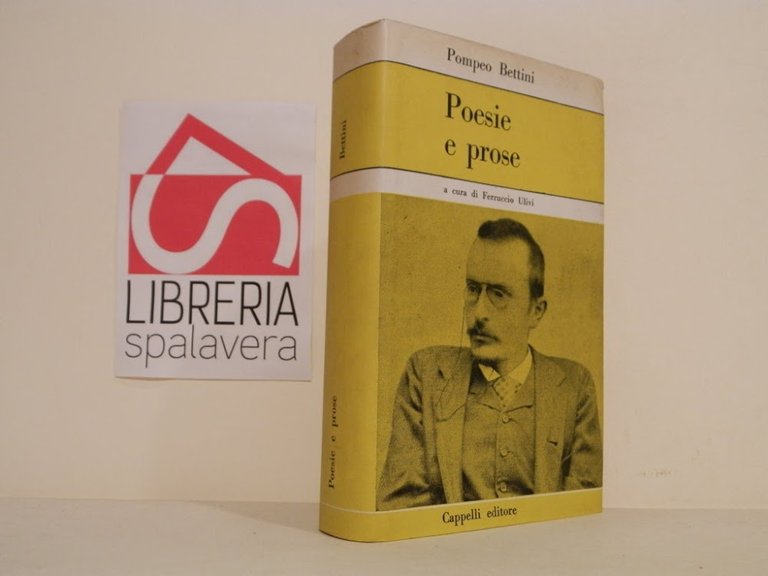 LIBRERIA
spalavera
Bettini
Poesie e prose
Pompeo Bettini
Poesie
e prose
a cura di Ferruccio Ulivi
Cappelli editore